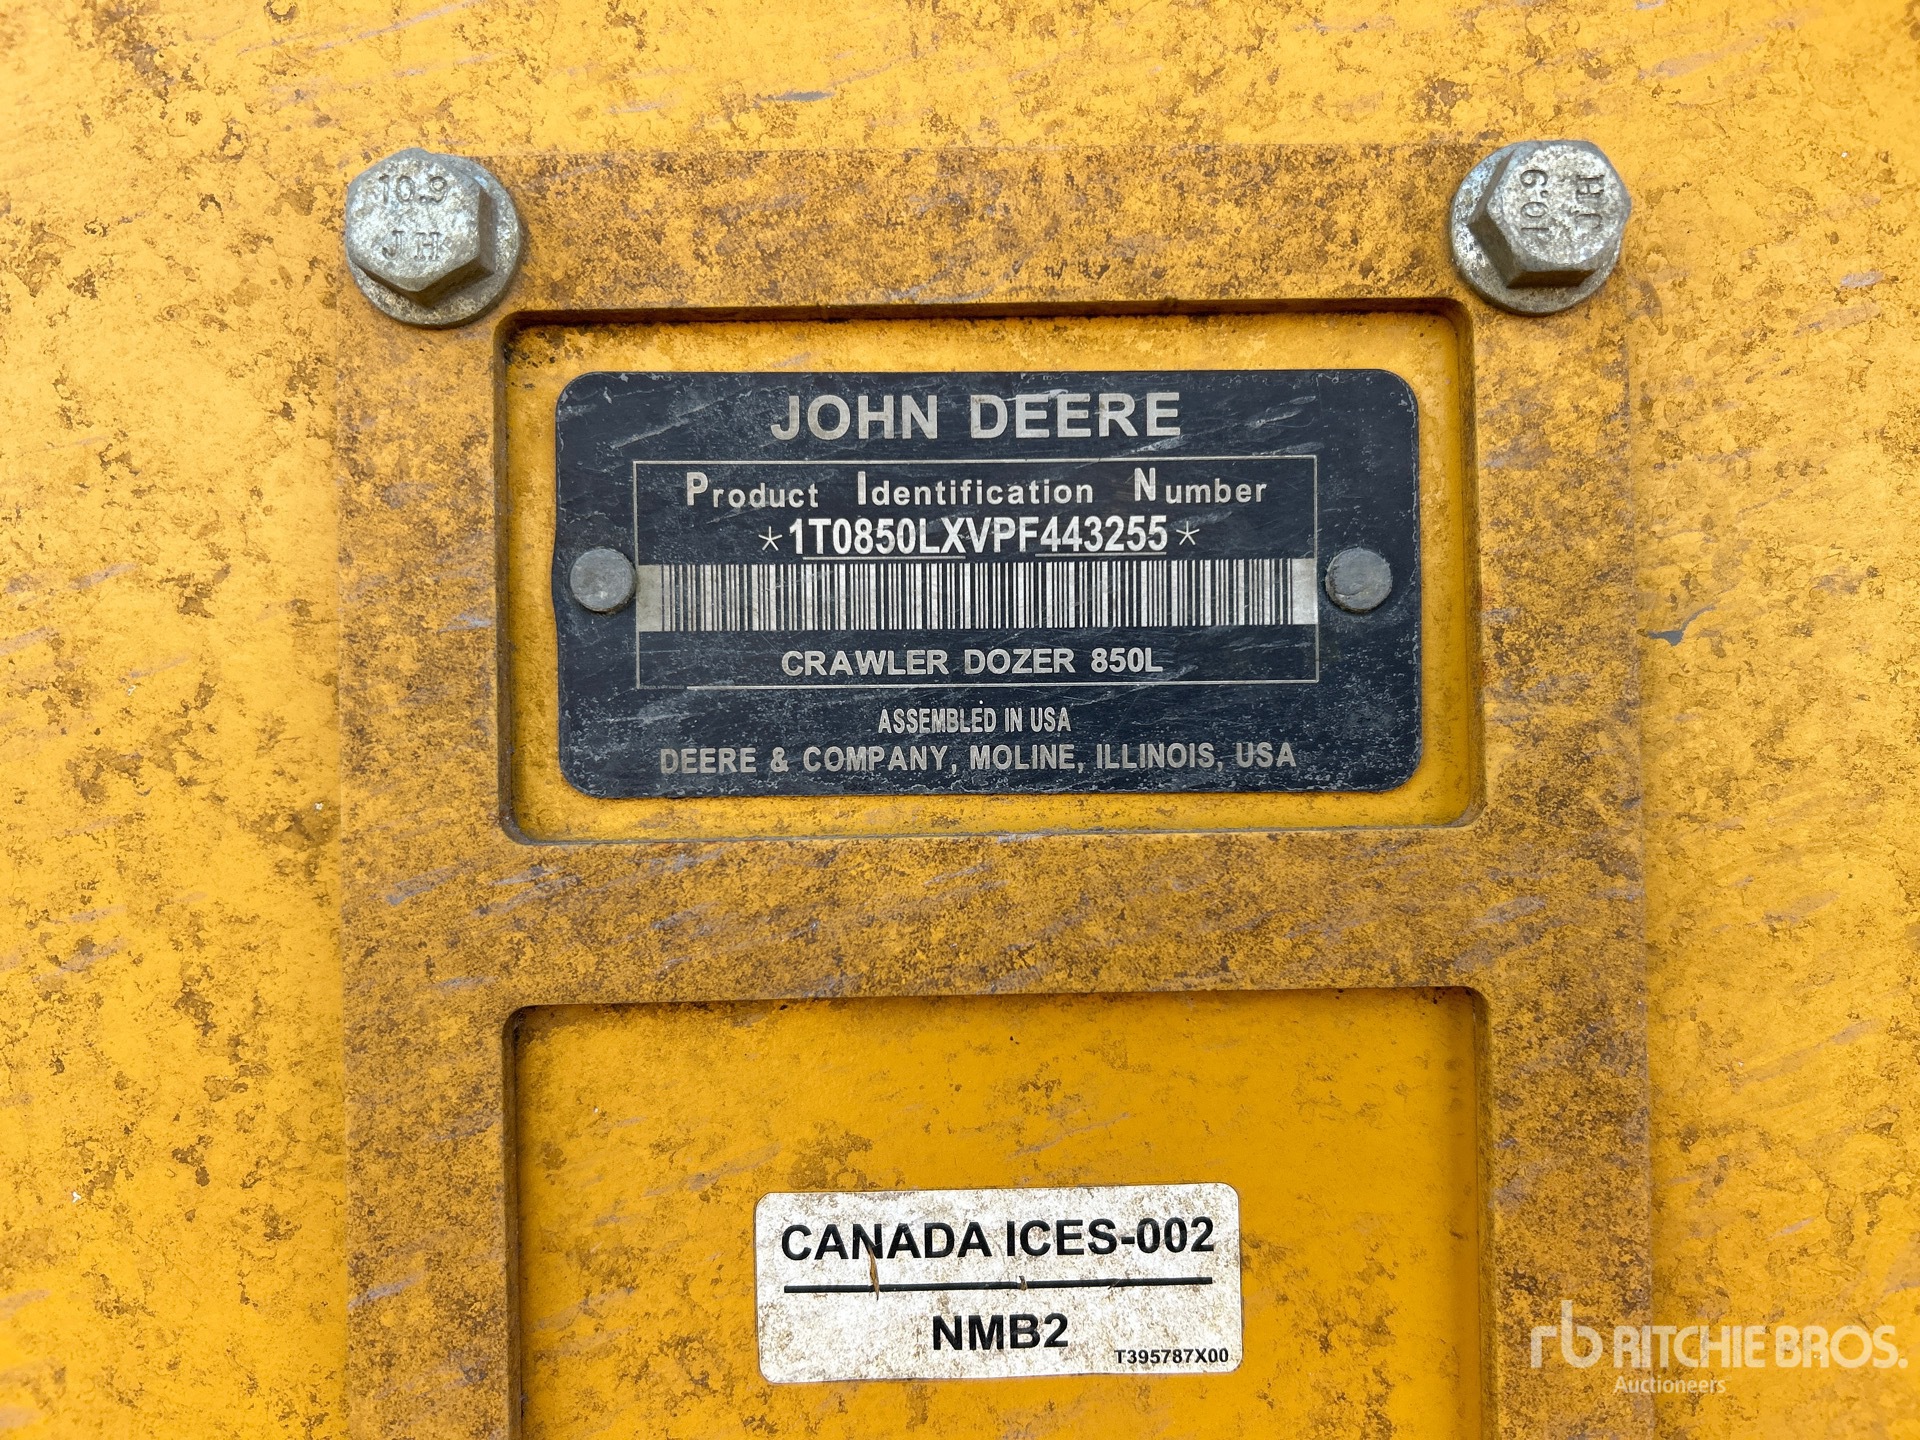 10.9
JH
10.9
JH
JOHN DEERE
Product Identification Number
*1T0850LXVPF443255*
CRAWLER DOZER 850L
ASSEMBLED IN USA
DEERE & COMPANY, MOLINE, ILLINOIS, USA
CANADA ICES-002
NMB2
T395787X00
rb RITCHIE BROS.
Auctioneers